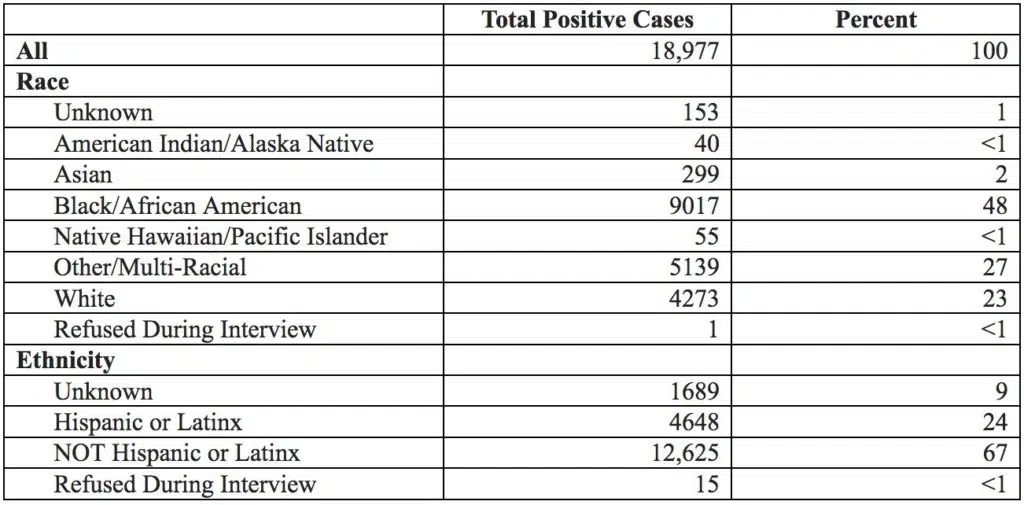 Total Positive Cases Percent
All 18,977 100
Race
Unknown 153 1
American Indian/Alaska Native 40 <1
Asian 299 2
Black/African American 9017 48
Native Hawaiian/Pacific Islander 55 <1
Other/Multi-Racial 5139 27
White 4273 23
Refused During Interview 1 <1
Ethnicity
Unknown 1689 9
Hispanic or Latinx 4648 24
NOT Hispanic or Latinx 12,625 67
Refused During Interview 15 <1